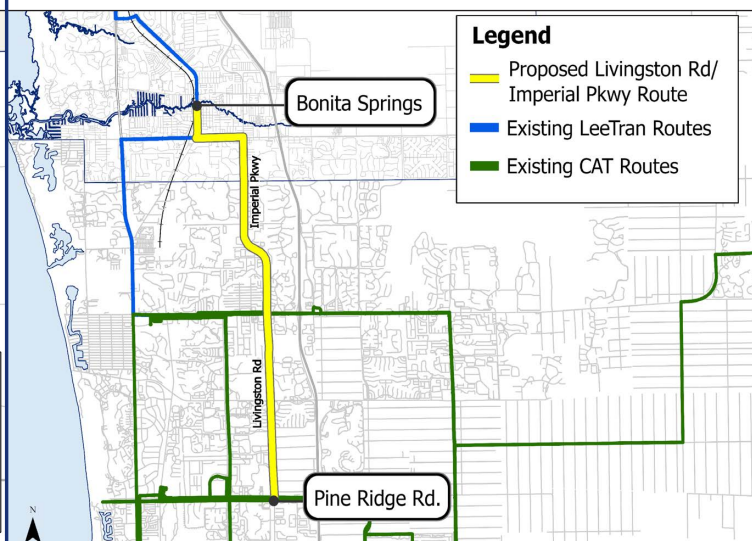 Legend
Proposed Livingston Rd/
Imperial Pkwy Route
Existing LeeTran Routes
Existing CAT Routes
Bonita Springs
Imperial Pkwy
Livingston Rd
Pine Ridge Rd.
N